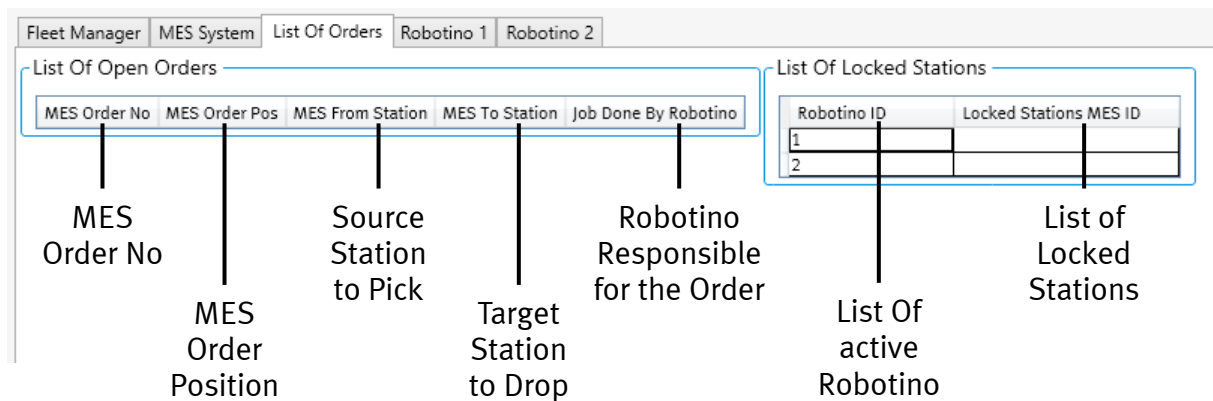 Fleet Manager MES System List Of Orders Robotino 1 Robotino 2
List Of Open Orders
MES Order No MES Order Pos MES From Station MES To Station Job Done By Robotino
List Of Locked Stations
Robotino ID Locked Stations MES ID
1
2
MES
Order No
MES
Order
Position
Source
Station
to Pick
Target
Station
to Drop
Robotino
Responsible
for the Order
List Of
active
Robotino
List of
Locked
Stations